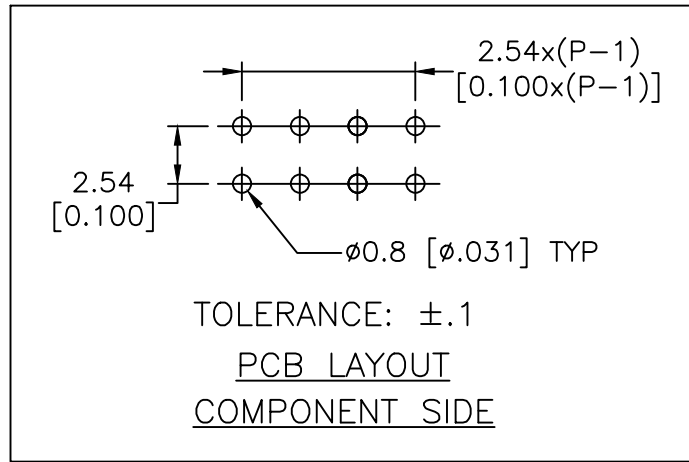 2.54x(P-1)
[0.100x(P-1)]
2.54
[0.100]
ø0.8 [ø.031] TYP
TOLERANCE: ±.1
PCB LAYOUT
COMPONENT SIDE